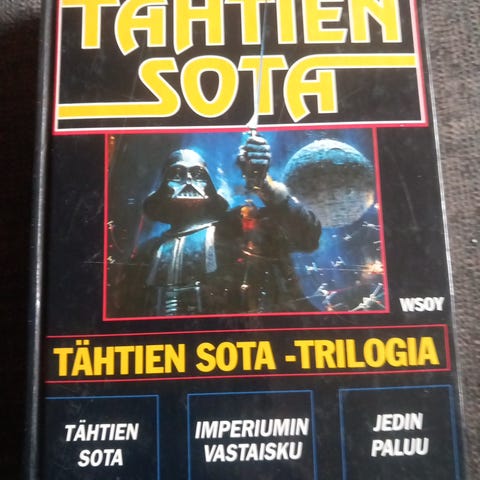 TÄHTIEN
SOTA
WSOY
TÄHTIEN SOTA -TRILOGIA
TÄHTIEN
SOTA
IMPERIUMIN
VASTAISKU
JEDIN
PALUU